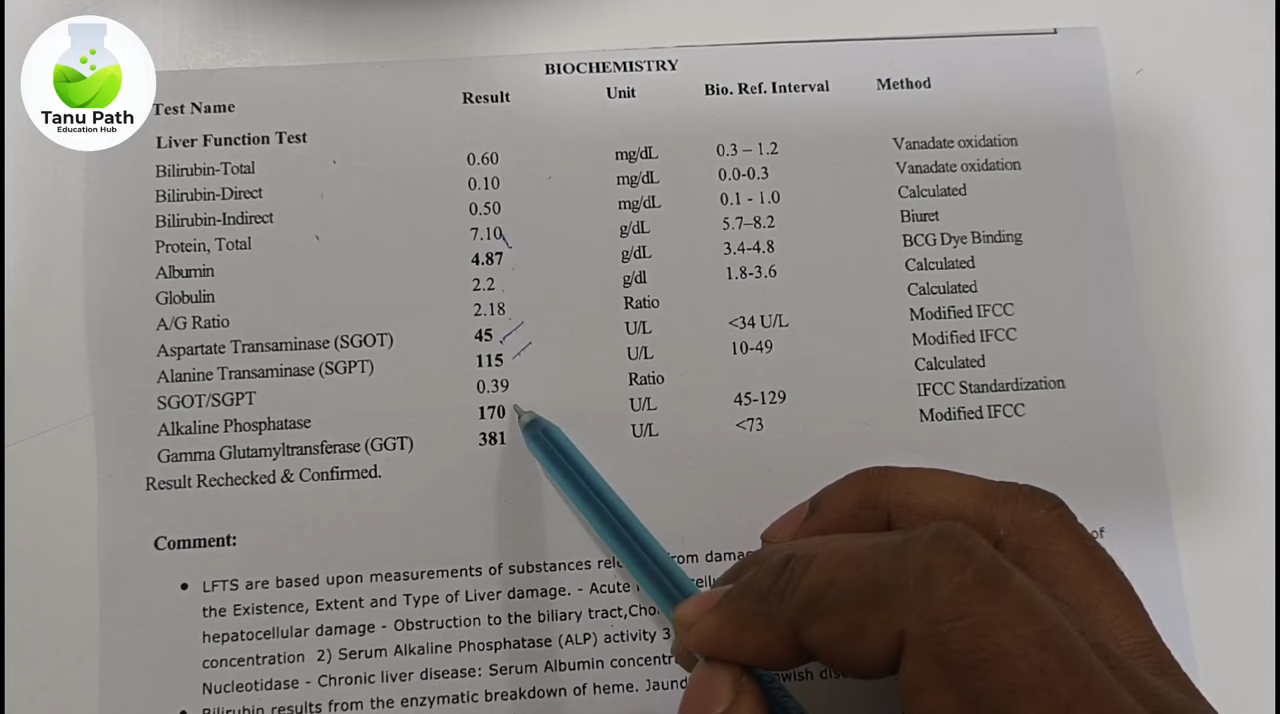 Tanu Path
Education Hub
BIOCHEMISTRY
Test Name Result Unit Bio. Ref. Interval Method
Liver Function Test
Bilirubin-Total 0.60 mg/dL 0.3 – 1.2 Vanadate oxidation
Bilirubin-Direct 0.10 mg/dL 0.0-0.3 Vanadate oxidation
Bilirubin-Indirect 0.50 mg/dL 0.1 - 1.0 Calculated
Protein, Total 7.10 g/dL 5.7–8.2 Biuret
Albumin 4.87 g/dL 3.4-4.8 BCG Dye Binding
Globulin 2.2 g/dl 1.8-3.6 Calculated
A/G Ratio 2.18 Ratio Calculated
Aspartate Transaminase (SGOT) 45 U/L <34 U/L Modified IFCC
Alanine Transaminase (SGPT) 115 U/L 10-49 Modified IFCC
SGOT/SGPT 0.39 Ratio Calculated
Alkaline Phosphatase 170 U/L 45-129 IFCC Standardization
Gamma Glutamyltransferase (GGT) 381 U/L <73 Modified IFCC
Result Rechecked & Confirmed.
Comment:
• LFTS are based upon measurements of substances from of
the Existence, Extent and Type of Liver damage. - Acute
hepatocellular damage - Obstruction to the biliary tract,
concentration 2) Serum Alkaline Phosphatase (ALP) activity 3
Nucleotidase - Chronic liver disease: Serum Albumin
• Bilirubin results from the enzymatic breakdown of heme.